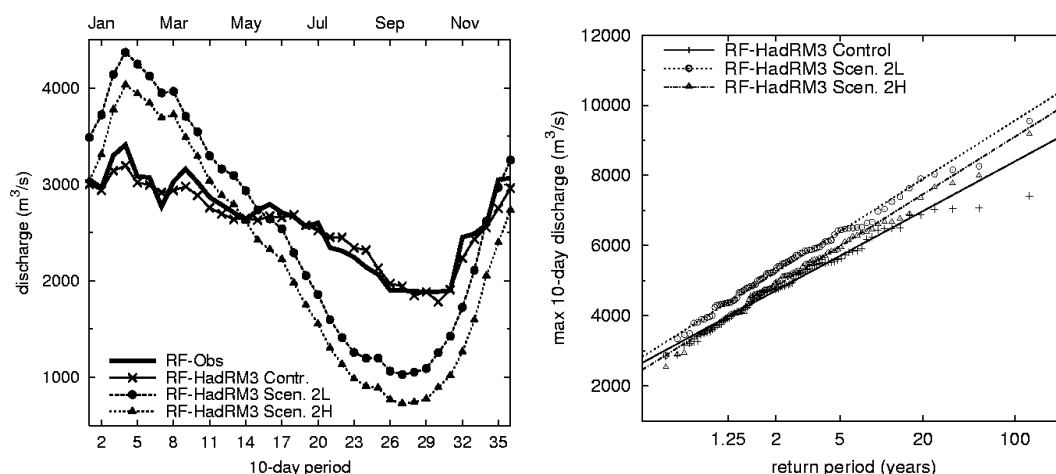 Jan Mar May Jul Sep Nov
4000
3000
2000
1000
discharge (m³/s)
RF-Obs
RF-HadRM3 Contr.
RF-HadRM3 Scen. 2L
RF-HadRM3 Scen. 2H
2 5 8 11 14 17 20 23 26 29 32 35
10-day period
12000
10000
8000
6000
4000
2000
max 10-day discharge (m³/s)
RF-HadRM3 Control
RF-HadRM3 Scen. 2L
RF-HadRM3 Scen. 2H
1.25 2 5 20 100
return period (years)